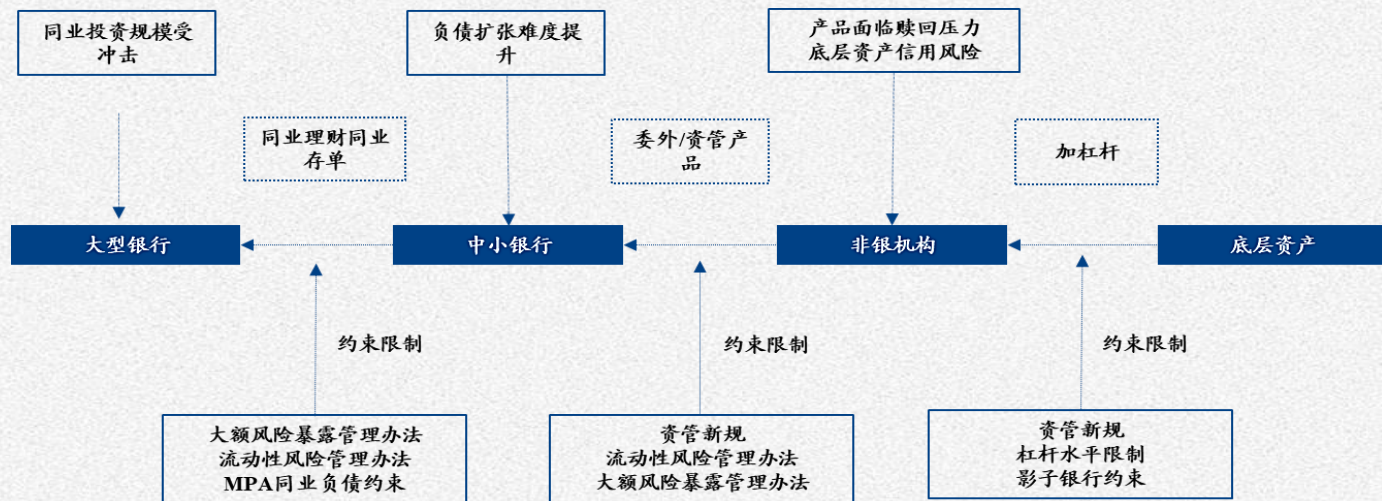 同业投资规模受
冲击
负债扩张难度提
升
产品面临赎回压力
底层资产信用风险
同业理财同业
存单
委外/资管产
品
加杠杆
大型银行
中小银行
非银机构
底层资产
约束限制
约束限制
约束限制
大额风险暴露管理办法
流动性风险管理办法
MPA同业负债约束
资管新规
流动性风险管理办法
大额风险暴露管理办法
资管新规
杠杆水平限制
影子银行约束